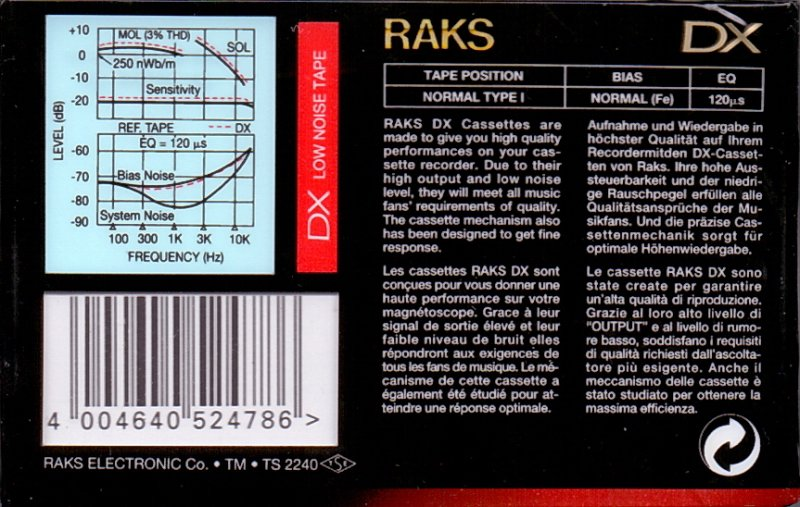 +10
0
-10
-20
LEVEL (dB)
-60
-70
-80
-90
MOL (3% THD)
SOL
250 nWb/m
Sensitivity
REF. TAPE
DX
EQ = 120 µs
Bias Noise
System Noise
100 300 1K 3K 10K
FREQUENCY (Hz)
DX LOW NOISE TAPE
4 004640 524786 >
RAKS ELECTRONIC Co. • TM • TS 2240 TSE
RAKS
DX
TAPE POSITION BIAS EQ
NORMAL TYPE I NORMAL (Fe) 120µs
RAKS DX Cassettes are
made to give you high quality
performances on your cas-
sette recorder. Due to their
high output and low noise
level, they will meet all music
fans' requirements of quality.
The cassette mechanism also
has been designed to get fine
response.
Aufnahme und Wiedergabe in
höchster Qualität auf Ihrem
Recordermitden DX-Casset-
ten von Raks. Ihre hohe Aus-
steuerbarkeit und der niedri-
ge Rauschpegel erfüllen alle
Qualitätsansprüche der Mu-
sikfans. Und die präzise Cas-
settenmechanik sorgt für
optimale Höhenwiedergabe.
Les cassettes RAKS DX sont
conçues pour vous donner une
haute performance sur votre
magnétoscope. Grace à leur
signal de sortie élevé et leur
faible niveau de bruit elles
répondront aux exigences de
tous les fans de musique. Le mé-
canisme de cette cassette a
également été étudié pour at-
teindre une réponse optimale.
Le cassette RAKS DX sono
state create per garantire
un'alta qualità di riproduzione.
Grazie al loro alto livello di
"OUTPUT" e al livello di rumo-
re basso, soddisfano i requisiti
di qualità richiesti dall'ascolta-
tore più esigente. Anche il
meccanismo delle cassette è
stato studiato per ottenere la
massima efficienza.